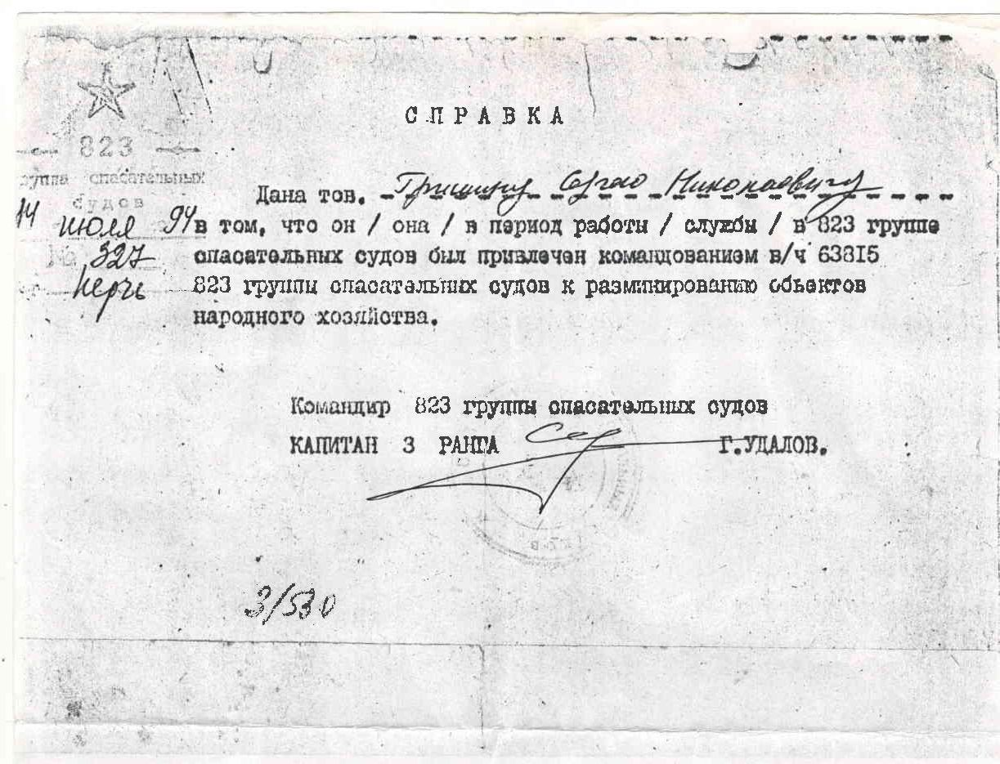 СПРАВКА
823
группа спасательных
судов
14 июля 94
№ 327
Керчь
Дана тов. Гришину Сергею Николаевичу
в том, что он / она / в период работы / службы / в 823 группе
спасательных судов был привлечен командованием в/ч 63815
823 группы спасательных судов к разминированию объектов
народного хозяйства.
Командир 823 группы спасательных судов
КАПИТАН 3 РАНГА Г.УДАЛОВ.
3/530